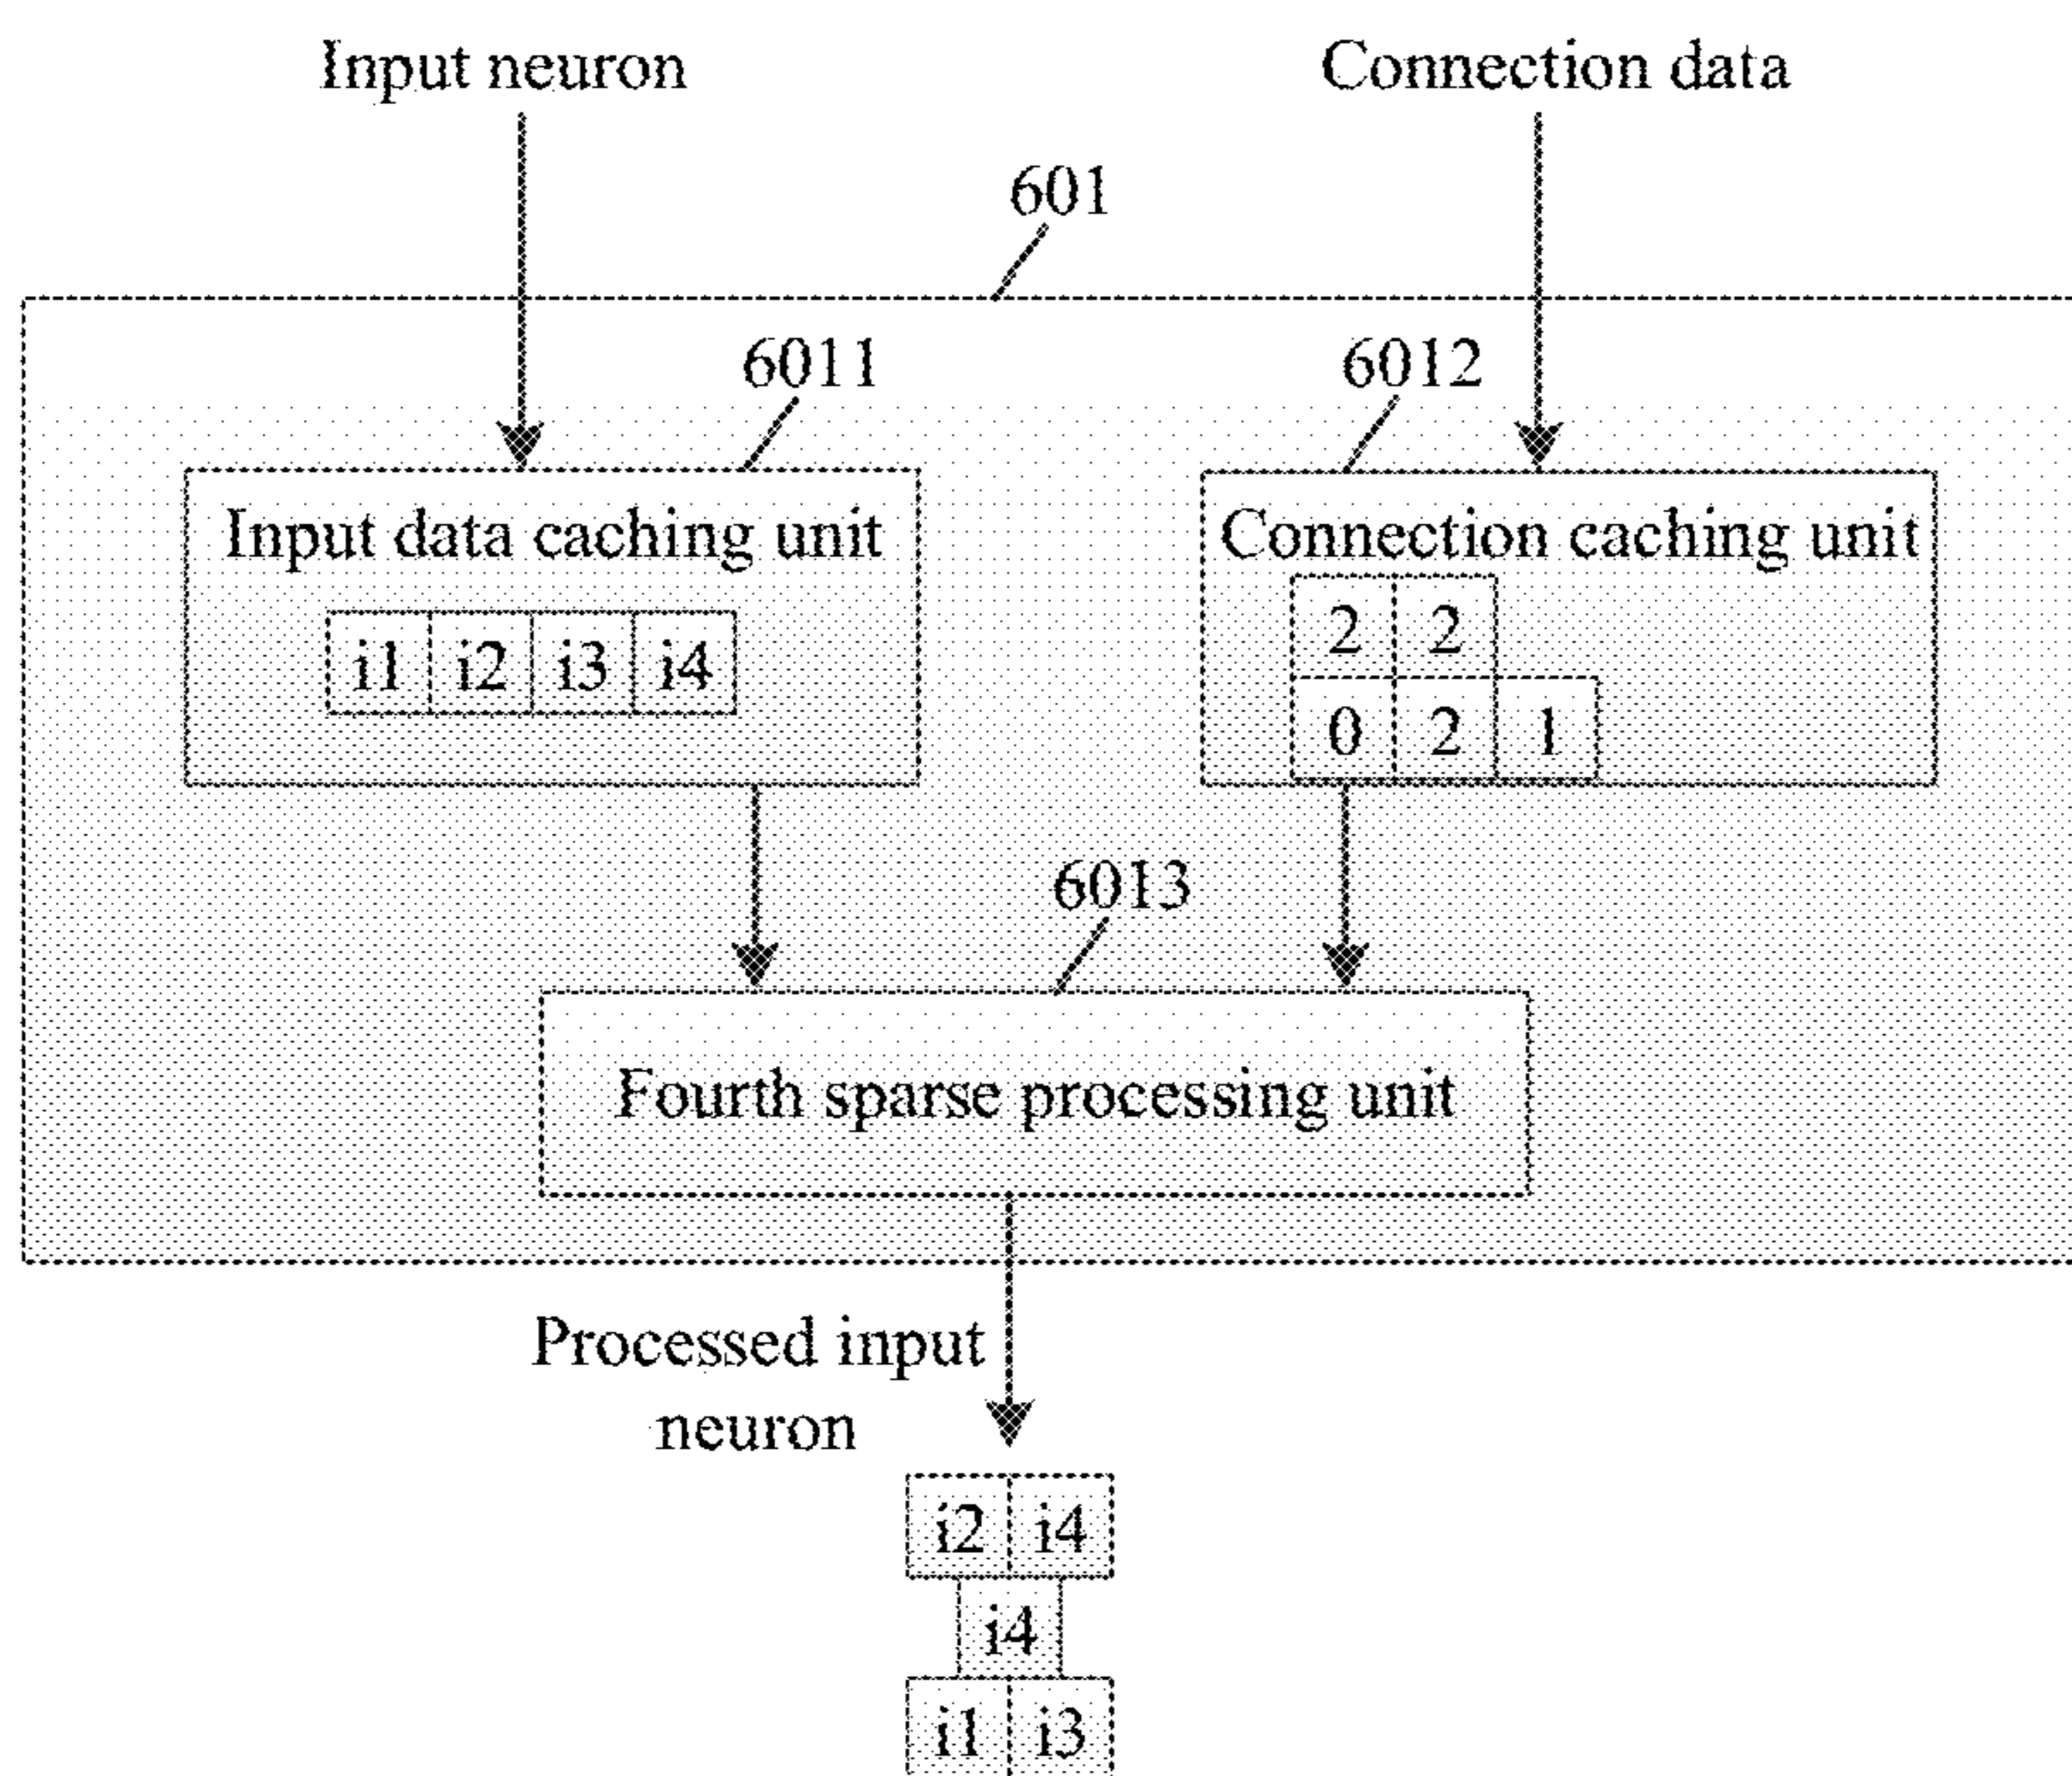 Input neuron
Connection data
601
6011
6012
Input data caching unit
i1 i2 i3 i4
Connection caching unit
2 2
0 2 1
6013
Fourth sparse processing unit
Processed input
neuron
i2 i4
i4
i1 i3